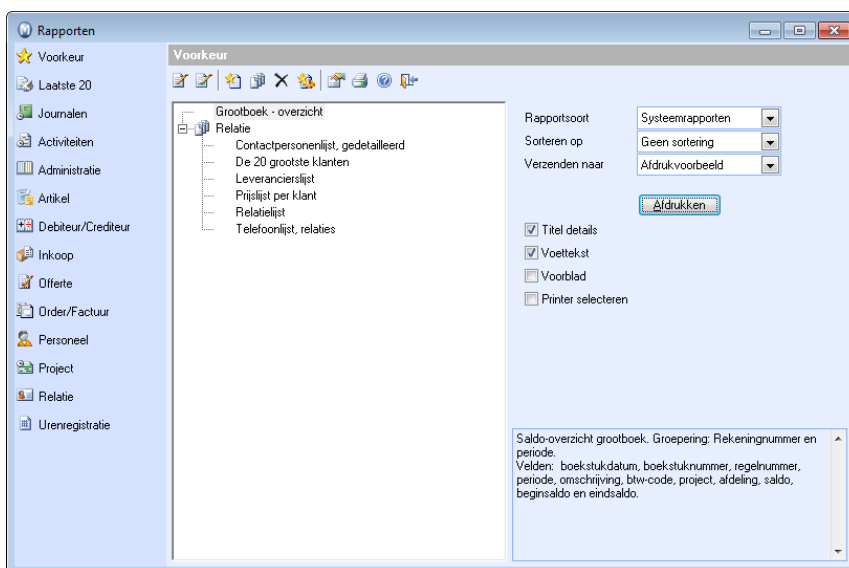 Rapporten
Voorkeur
Laatste 20
Journalen
Activiteiten
Administratie
Artikel
Debiteur/Crediteur
Inkoop
Offerte
Order/Factuur
Personeel
Project
Relatie
Urenregistratie
Voorkeur
Grootboek - overzicht
Relatie
Contactpersonenlijst, gedetailleerd
De 20 grootste klanten
Leverancierslijst
Prijslijst per klant
Relatielijst
Telefoonlijst, relaties
Rapportsoort Systeemrapporten
Sorteren op Geen sortering
Verzenden naar Afdrukvoorbeeld
Afdrukken
Titel details
Voettekst
Voorblad
Printer selecteren
Saldo-overzicht grootboek. Groepering: Rekeningnummer en
periode.
Velden: boekstukdatum, boekstuknummer, regelnummer,
periode, omschrijving, btw-code, project, afdeling, saldo,
beginsaldo en eindsaldo.